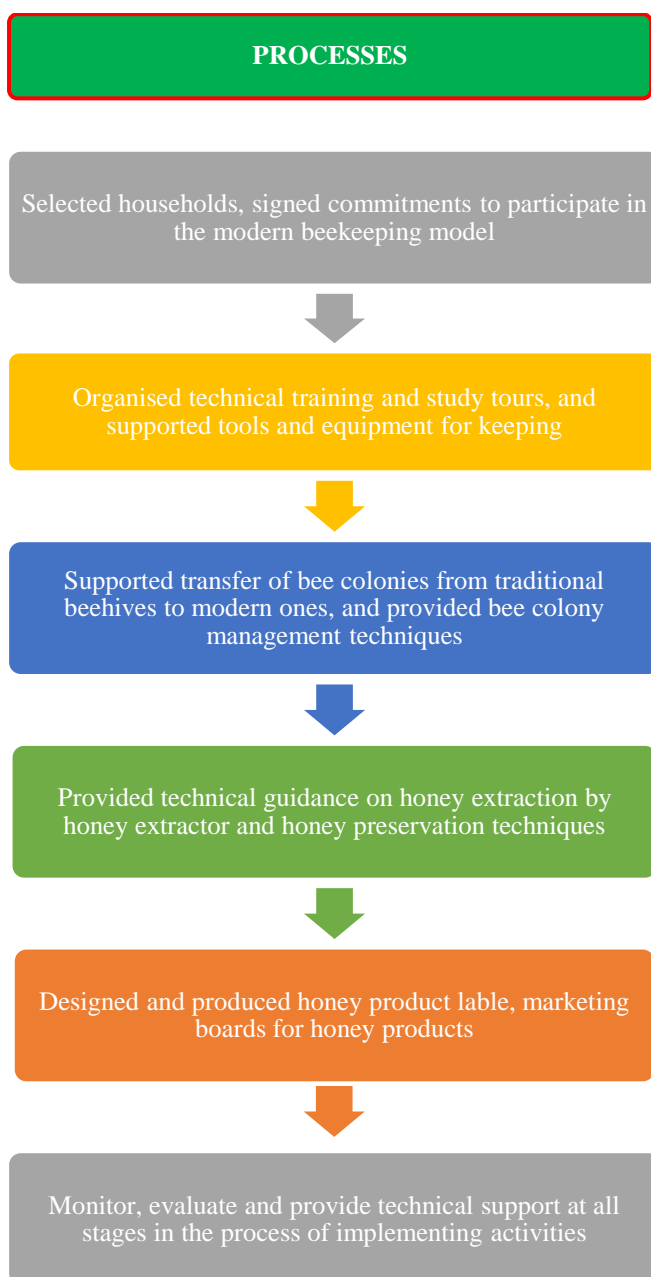 PROCESSES
Selected households, signed commitments to participate in
the modern beekeeping model
Organised technical training and study tours, and
supported tools and equipment for keeping
Supported transfer of bee colonies from traditional
beehives to modern ones, and provided bee colony
management techniques
Provided technical guidance on honey extraction by
honey extractor and honey preservation techniques
Designed and produced honey product lable, marketing
boards for honey products
Monitor, evaluate and provide technical support at all
stages in the process of implementing activities